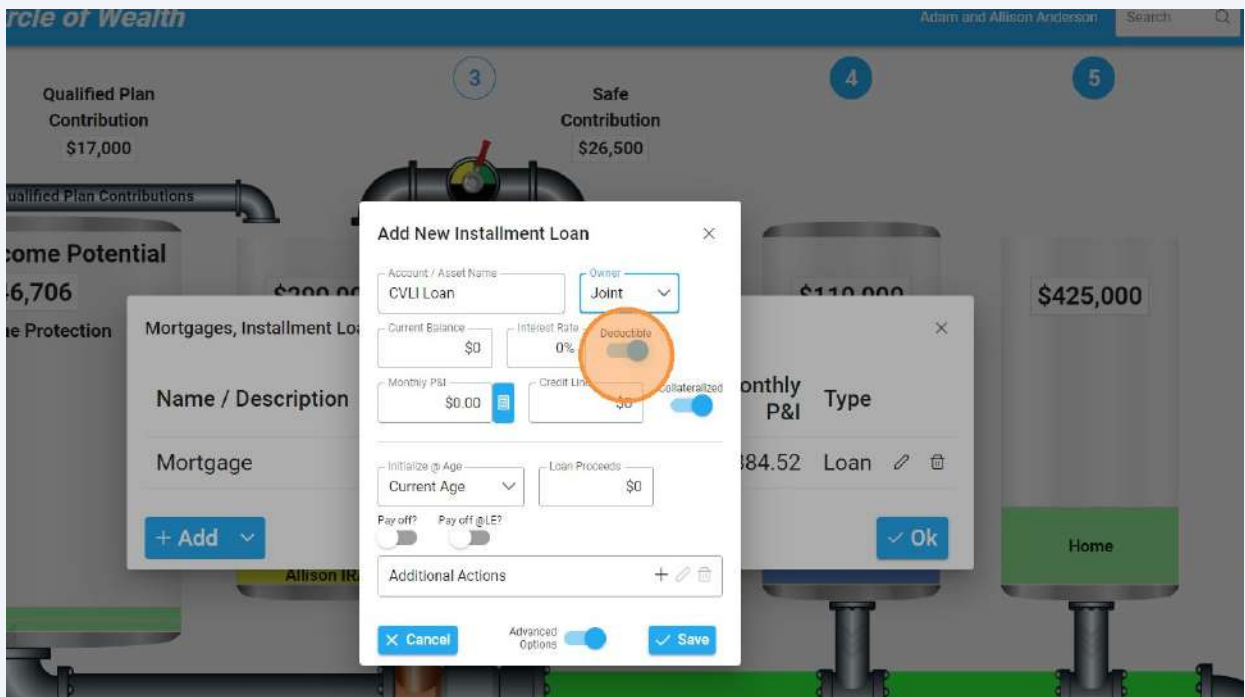 rcle of Wealth
Adam and Allison Anderson
Search
3
4
5
Qualified Plan
Contribution
$17,000
Safe
Contribution
$26,500
ualified Plan Contributions
come Potential
6,706
$425,000
ne Protection
Mortgages, Installment Loa
Name / Description
onthly
P&I
Type
Mortgage
384.52
Loan
+ Add
Ok
Home
Allison IR
Add New Installment Loan
Account / Asset Name
CVLI Loan
Owner
Joint
Current Balance
$0
Interest Rate
0%
Deductible
Monthly P&I
$0.00
Credit Line
$0
Collateralized
Initialize @ Age
Current Age
Loan Proceeds
$0
Pay off?
Pay off @LE?
Additional Actions
Cancel
Advanced
Options
Save